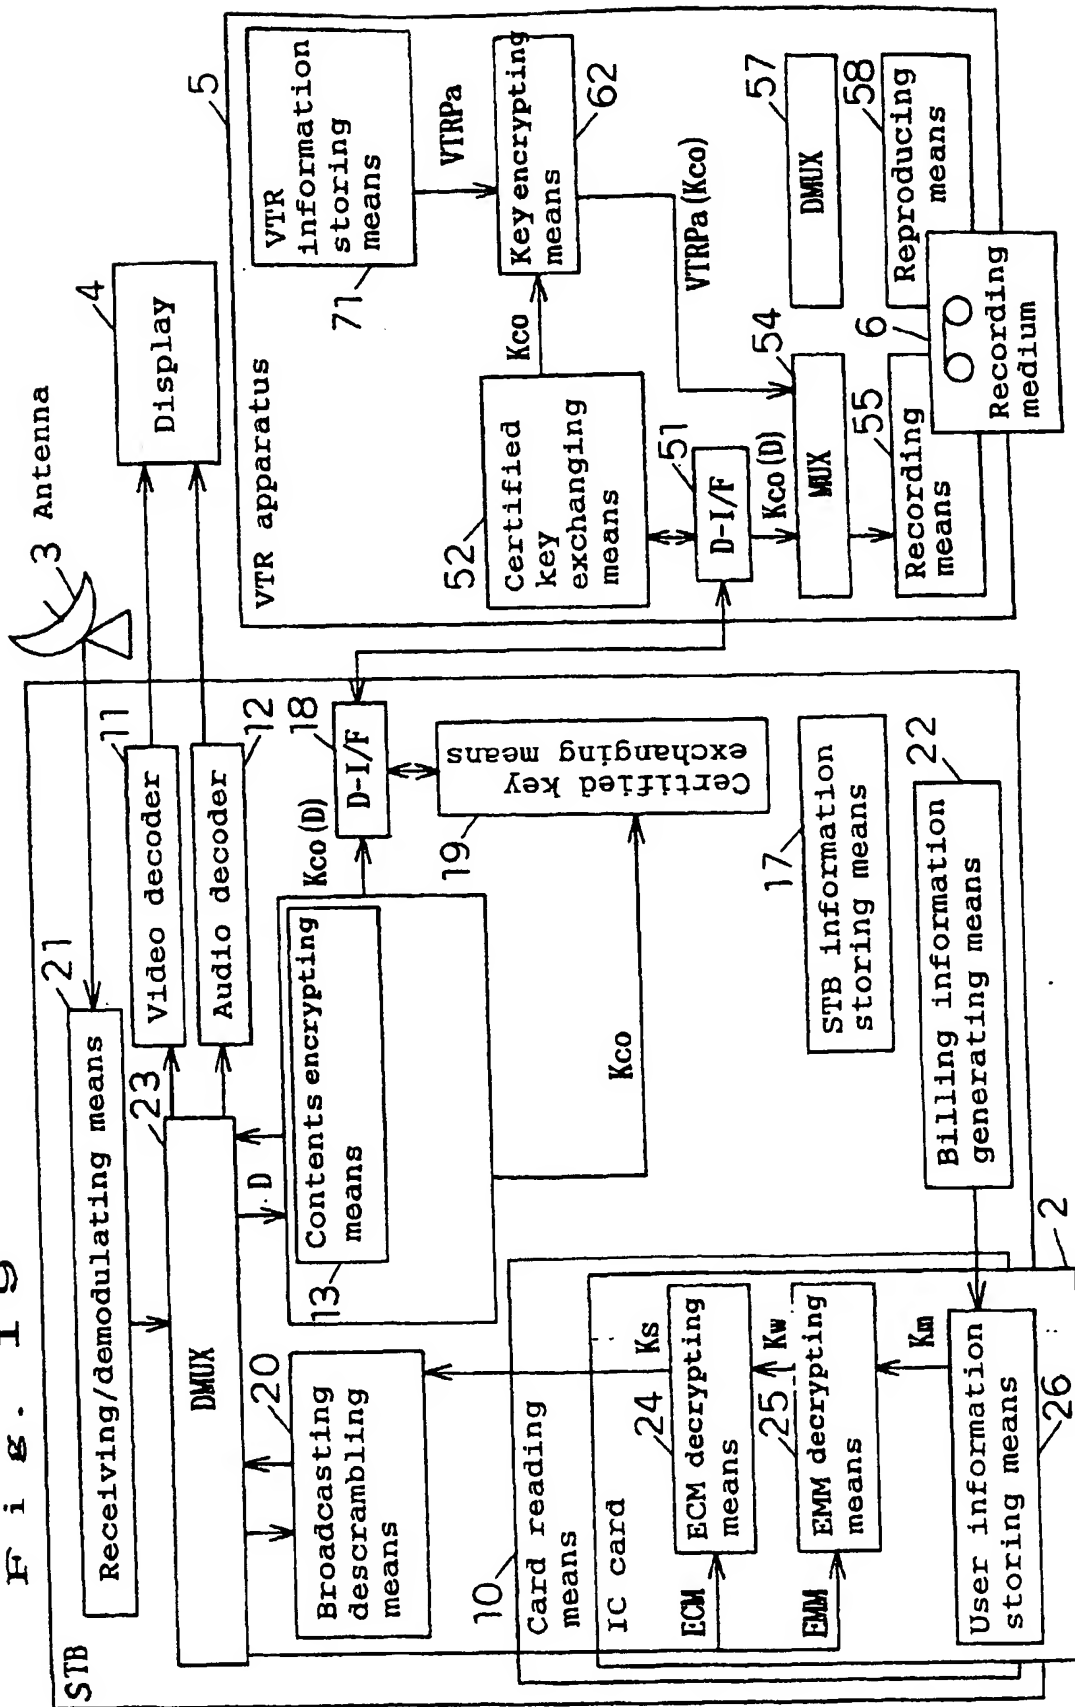 Fig. 19
STB
21
Receiving/demodulating means
3 Antenna
4
Display
23
DMUX
11
Video decoder
12
Audio decoder
D
20
Broadcasting
descrambling
means
13
Contents encrypting
means
Kco(D)
18
D-I/F
19
Certified key
exchanging means
Kco
10
Card reading
means
IC card
2
Ks
24
ECM decrypting
means
ECM
Kw
25
EMM decrypting
means
EMM
Km
User information
storing means
26
17
STB information
storing means
22
Billing information
generating means
5
VTR apparatus
VTR
information
storing
means
71
VTRPa
Key encrypting
means
62
Kco
52
Certified
key
exchanging
means
VTRPa(Kco)
51
D-I/F
Kco(D)
54
MUX
57
DMUX
55
Recording
means
58
Reproducing
means
6
Recording
medium